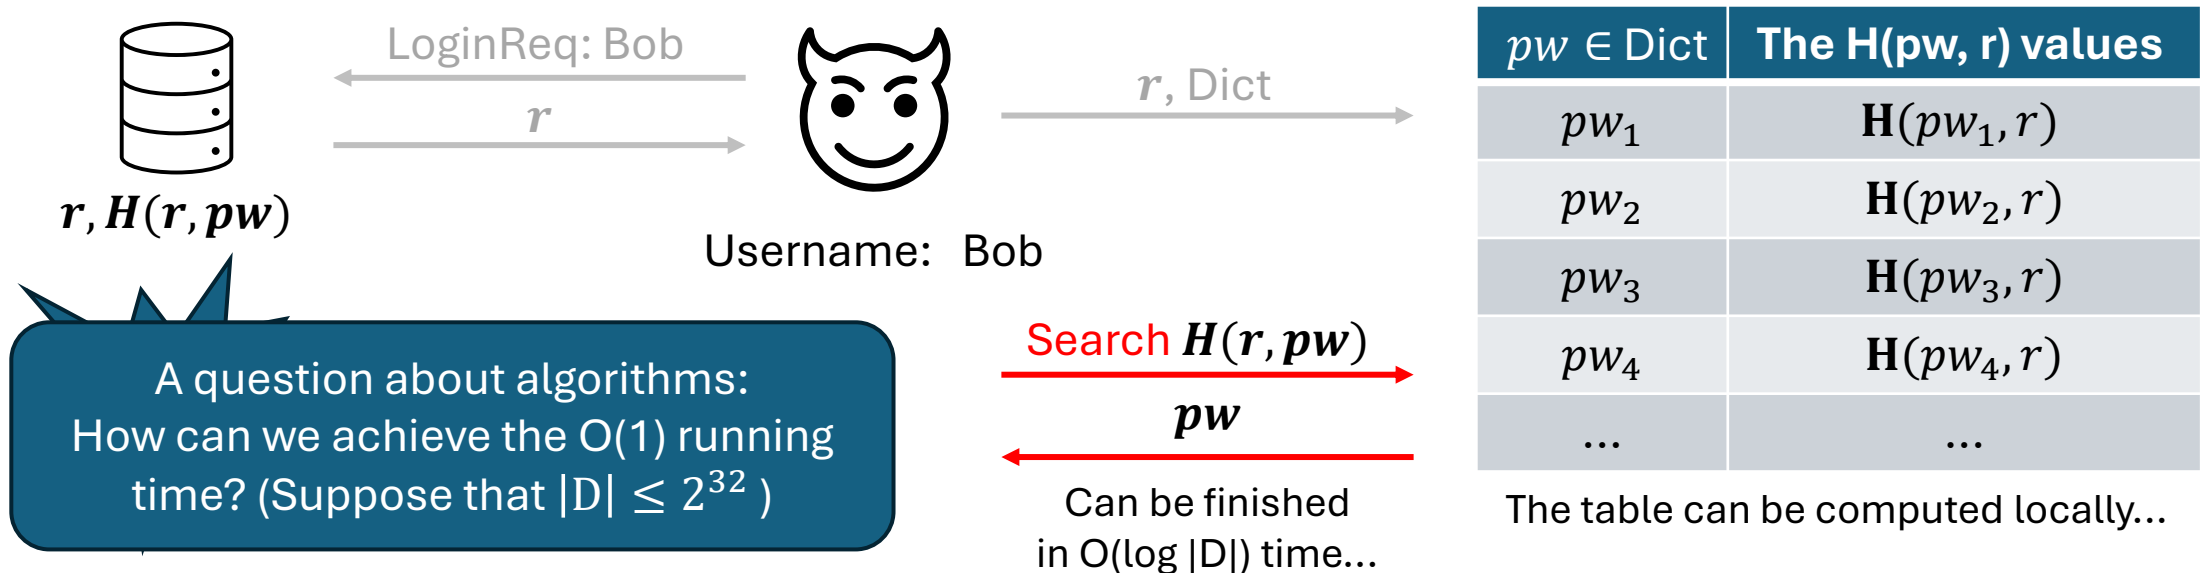 LoginReq: Bob
r
r, H(r, pw)
Username: Bob
r, Dict
A question about algorithms:
How can we achieve the O(1) running
time? (Suppose that |D| ≤ 2³² )
Search H(r, pw)
pw
Can be finished
in O(log |D|) time...
pw ∈ Dict The H(pw, r) values
pw₁ H(pw₁, r)
pw₂ H(pw₂, r)
pw₃ H(pw₃, r)
pw₄ H(pw₄, r)
... ...
The table can be computed locally...